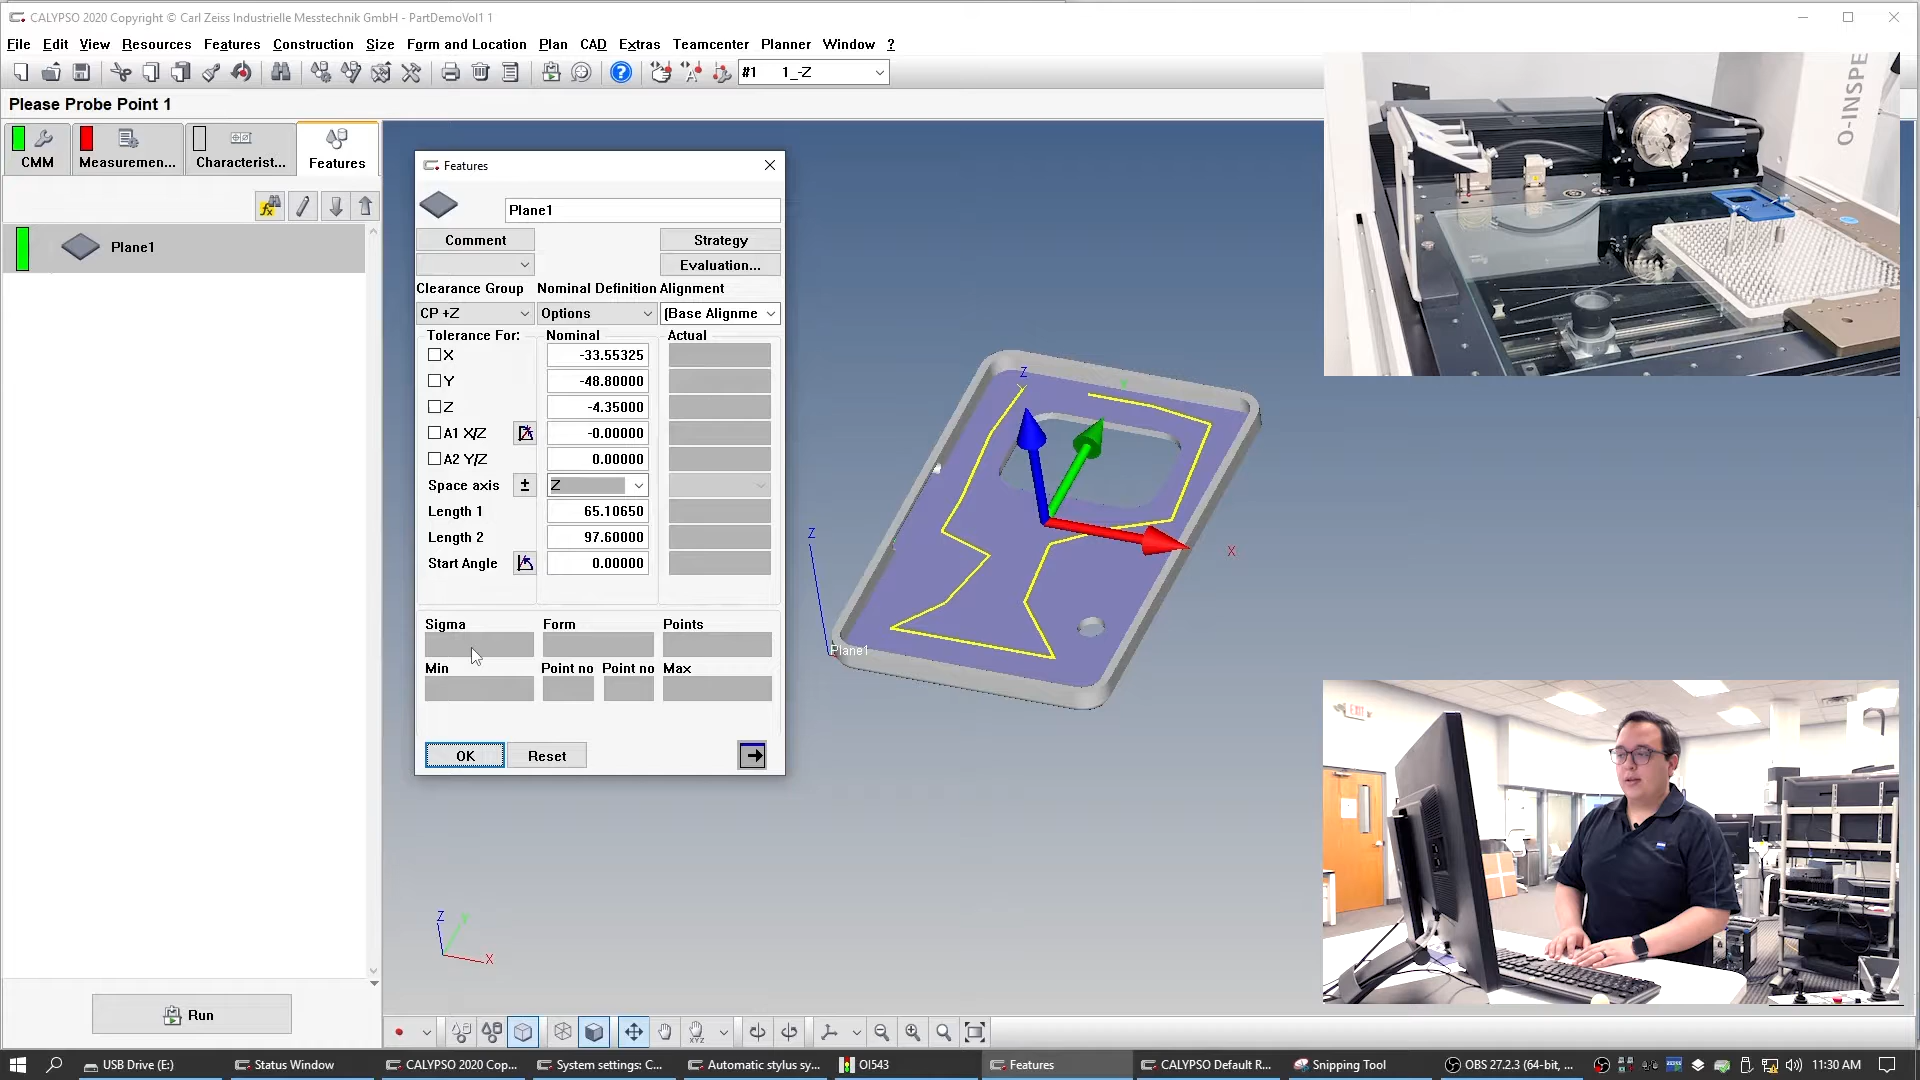 CALYPSO 2020 Copyright © Carl Zeiss Industrielle Messtechnik GmbH - PartDemoVol1 1
File Edit View Resources Features Construction Size Form and Location Plan CAD Extras Teamcenter Planner Window ?
#1 1_-Z
Please Probe Point 1
CMM
Measuremen...
Characterist...
Features
Plane1
Run
Features
Plane1
Comment
Strategy
Evaluation...
Clearance Group Nominal Definition Alignment
CP +Z Options (Base Alignme
Tolerance For: Nominal Actual
X -33.55325
Y -48.80000
Z -4.35000
A1 X/Z -0.00000
A2 Y/Z 0.00000
Space axis ± Z
Length 1 65.10650
Length 2 97.60000
Start Angle 0.00000
Sigma Form Points
Min Point no Point no Max
OK Reset
Z
Y
X
Z
Plane1
Z
Y
X
O-INSPE
EXIT
XYZ
USB Drive (E:)
Status Window
CALYPSO 2020 Cop...
System settings: C...
Automatic stylus sy...
OI543
Features
CALYPSO Default R...
Snipping Tool
OBS 27.2.3 (64-bit, ...
11:30 AM